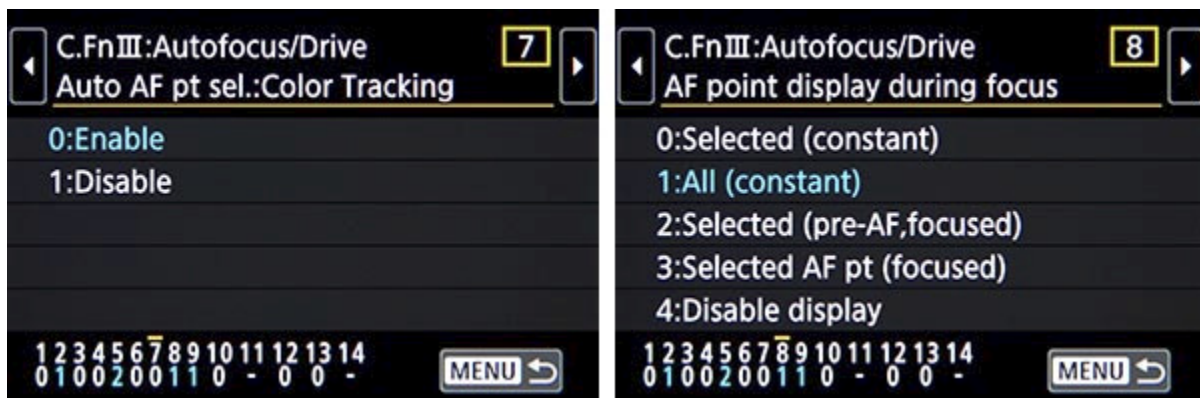 C.FnⅢ:Autofocus/Drive 7
Auto AF pt sel.:Color Tracking
0:Enable
1:Disable
1 2 3 4 5 6 7 8 9 10 11 12 13 14
0 1 0 0 2 0 0 1 1 0 - 0 0 -
MENU
C.FnⅢ:Autofocus/Drive 8
AF point display during focus
0:Selected (constant)
1:All (constant)
2:Selected (pre-AF,focused)
3:Selected AF pt (focused)
4:Disable display
1 2 3 4 5 6 7 8 9 10 11 12 13 14
0 1 0 0 2 0 0 1 1 0 - 0 0 -
MENU